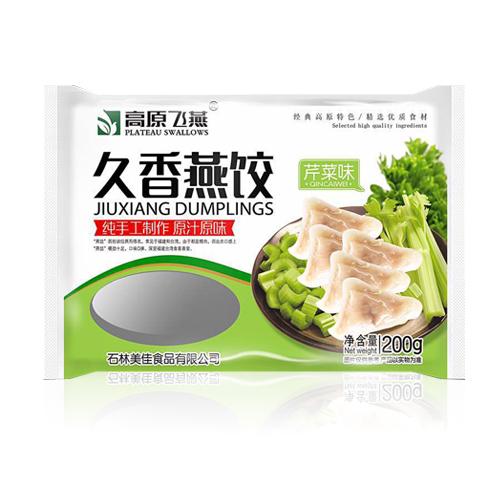 高原飞燕
PLATEAU SWALLOWS
经典高原特色/精选优质食材
Selected high quality ingredients
久香燕饺
JIUXIANG DUMPLINGS
芹菜味
QINCAIWEI
纯手工制作 原汁原味
净含量
Net weight
200g
石林美佳食品有限公司